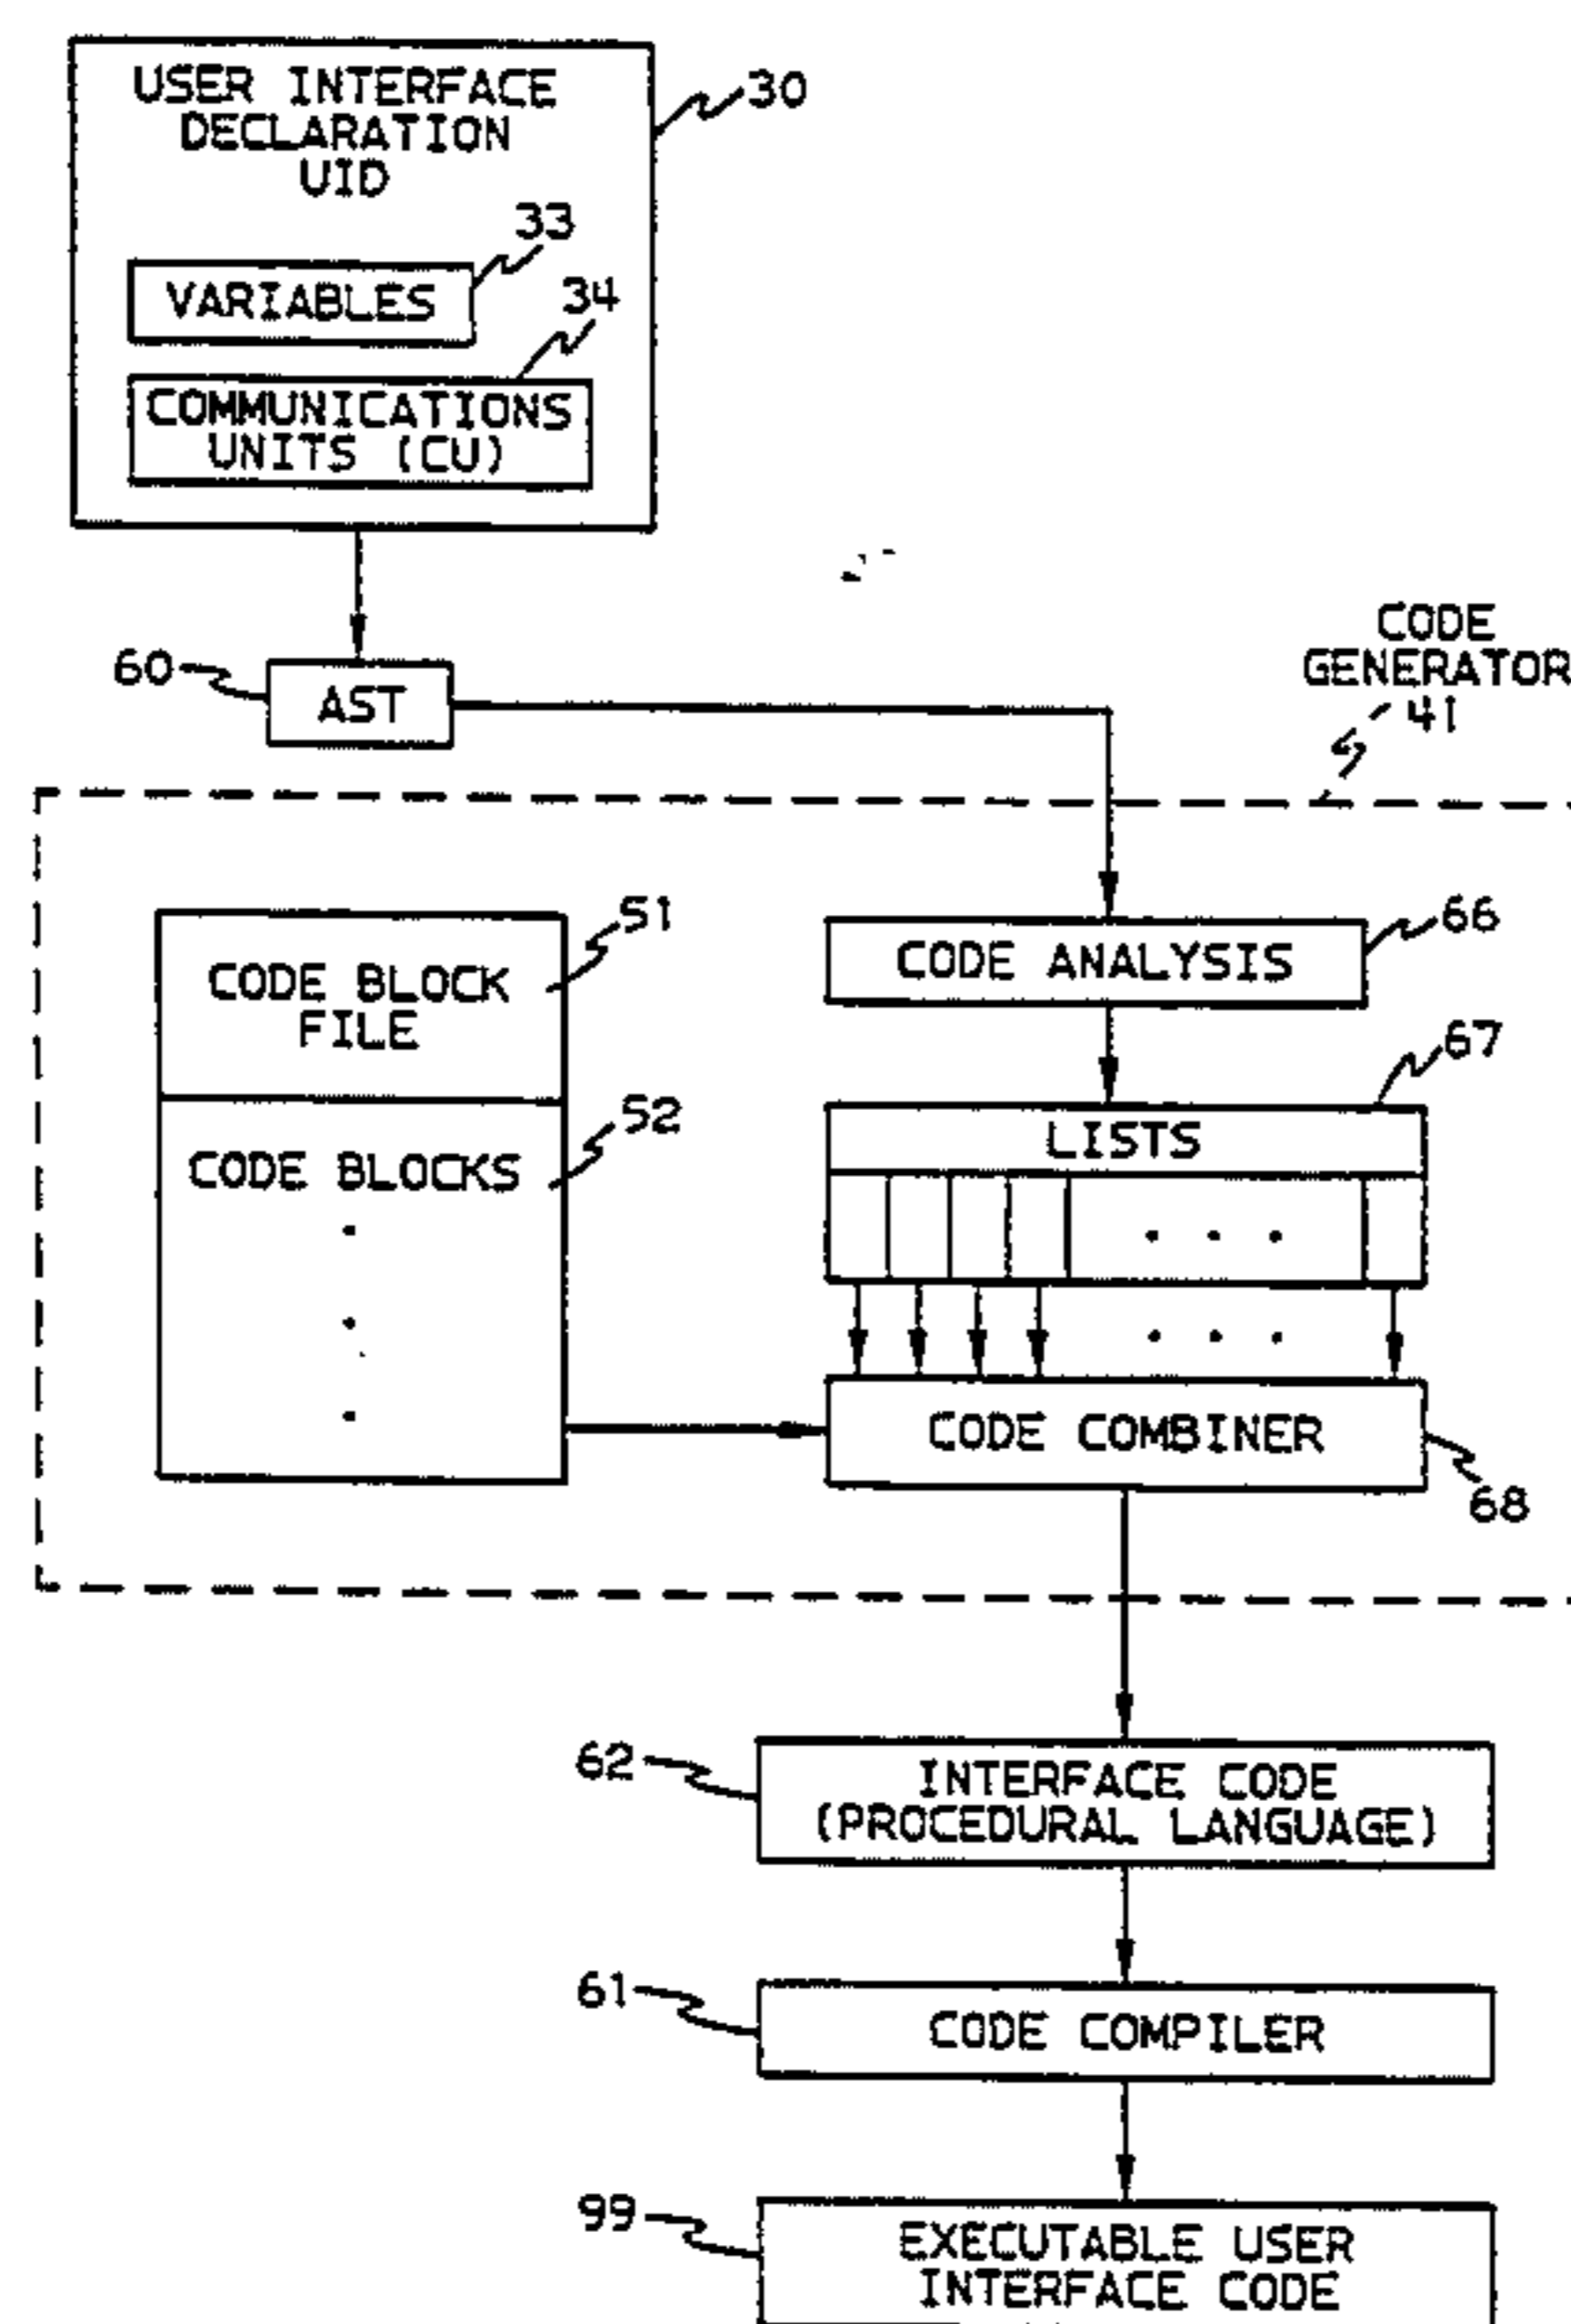 USER INTERFACE
DECLARATION
UID
30
33
VARIABLES
34
COMMUNICATIONS
UNITS (CU)
60
AST
CODE
GENERATOR
41
51
CODE BLOCK
FILE
66
CODE ANALYSIS
67
52
LISTS
CODE BLOCKS
CODE COMBINER
68
62
INTERFACE CODE
(PROCEDURAL LANGUAGE)
61
CODE COMPILER
99
EXECUTABLE USER
INTERFACE CODE